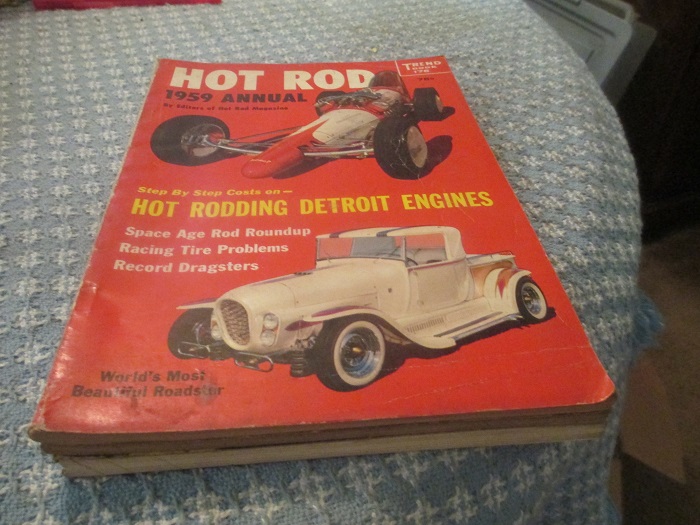 HOT ROD
TREND
BOOK
176
1959 ANNUAL
By Editors of Hot Rod Magazine
Step By Step Costs on—
HOT RODDING DETROIT ENGINES
Space Age Rod Roundup
Racing Tire Problems
Record Dragsters
World's Most
Beautiful Roadster